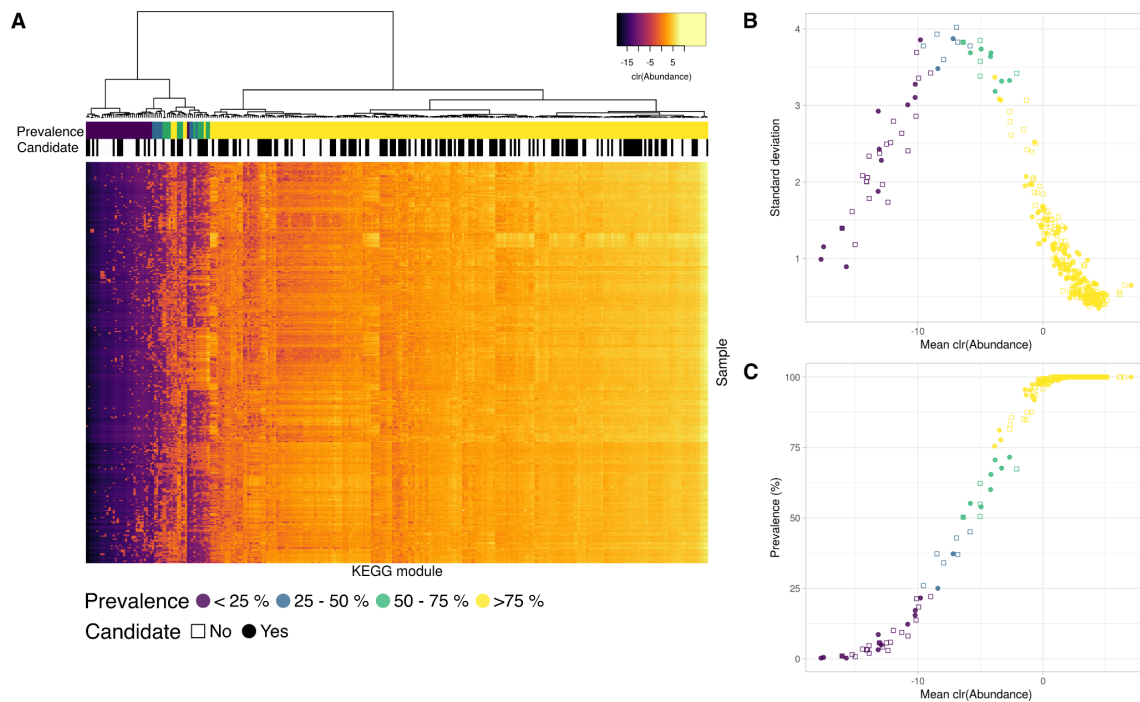 A
-15 -5 5
clr(Abundance)
Prevalence
Candidate
Sample
KEGG module
Prevalence < 25 % 25 - 50 % 50 - 75 % >75 %
Candidate No Yes
B
4
3
2
1
Standard deviation
-10 0
Mean clr(Abundance)
C
100
75
50
25
0
Prevalence (%)
-10 0
Mean clr(Abundance)